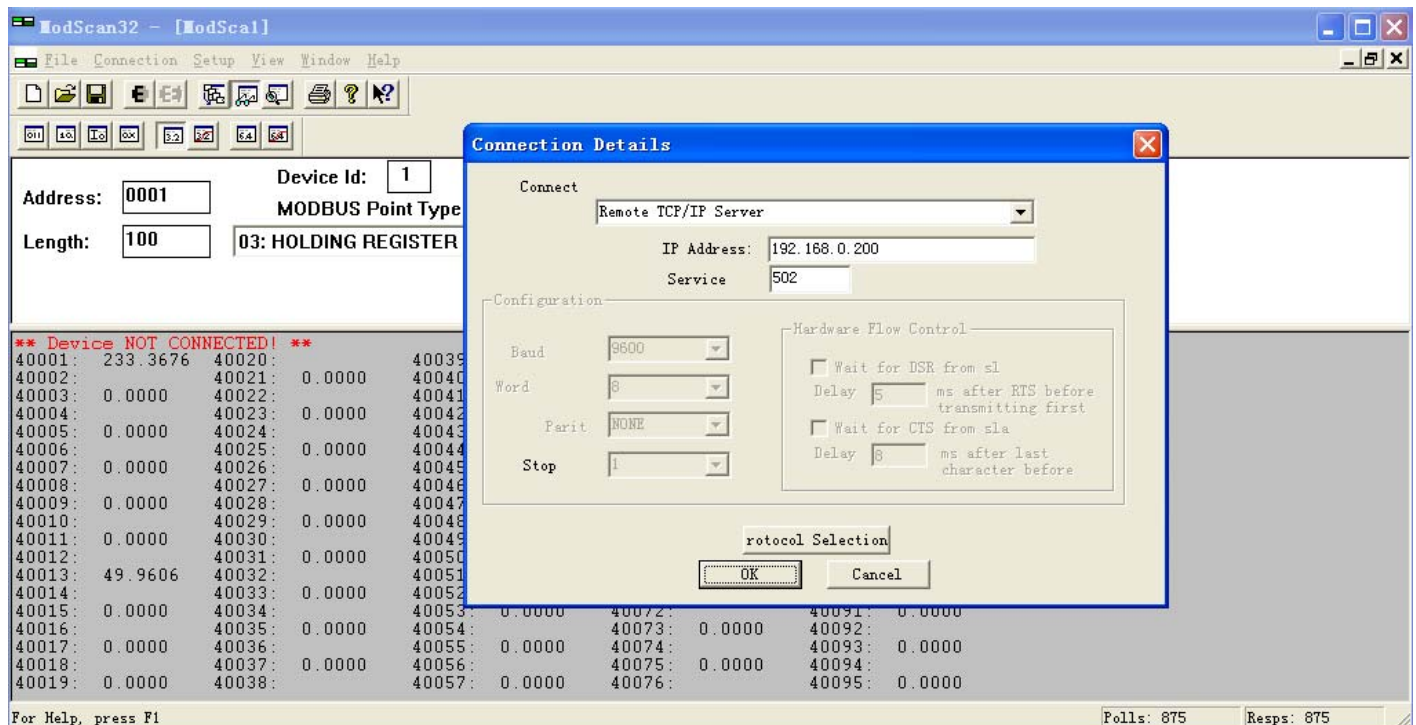 ModScan32 - [ModSca1]
File Connection Setup View Window Help
Address: 0001
Device Id: 1
MODBUS Point Type
Length: 100
03: HOLDING REGISTER
Connection Details
Connect
Remote TCP/IP Server
IP Address: 192.168.0.200
Service 502
Configuration
Baud 9600
Word 8
Parit NONE
Stop 1
Hardware Flow Control
Wait for DSR from sl
Delay 5 ms after RTS before
transmitting first
Wait for CTS from sla
Delay 8 ms after last
character before
rotocol Selection
OK Cancel
** Device NOT CONNECTED! **
40001: 233.3676 40020: 40039
40002: 40021: 0.0000 40040
40003: 0.0000 40022: 40041
40004: 40023: 0.0000 40042
40005: 0.0000 40024: 40043
40006: 40025: 0.0000 40044
40007: 0.0000 40026: 40045
40008: 40027: 0.0000 40046
40009: 0.0000 40028: 40047
40010: 40029: 0.0000 40048
40011: 0.0000 40030: 40049
40012: 40031: 0.0000 40050
40013: 49.9606 40032: 40051
40014: 40033: 0.0000 40052
40015: 0.0000 40034: 40053: 0.0000 40072: 40091: 0.0000
40016: 40035: 0.0000 40054: 40073: 0.0000 40092:
40017: 0.0000 40036: 40055: 0.0000 40074: 40093: 0.0000
40018: 40037: 0.0000 40056: 40075: 0.0000 40094:
40019: 0.0000 40038: 40057: 0.0000 40076: 40095: 0.0000
For Help, press F1
Polls: 875
Resps: 875